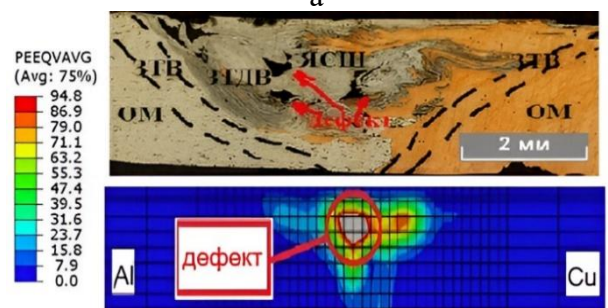 а
PEEQVAVG
(Avg: 75%)
94.8
86.9
79.0
71.1
63.2
55.3
47.4
39.5
31.6
23.7
15.8
7.9
0.0
ЗТВ
ЗТДВ
ЯСШ
ЗТВ
ОМ
Дефект
ОМ
2 ми
дефект
Al
Cu